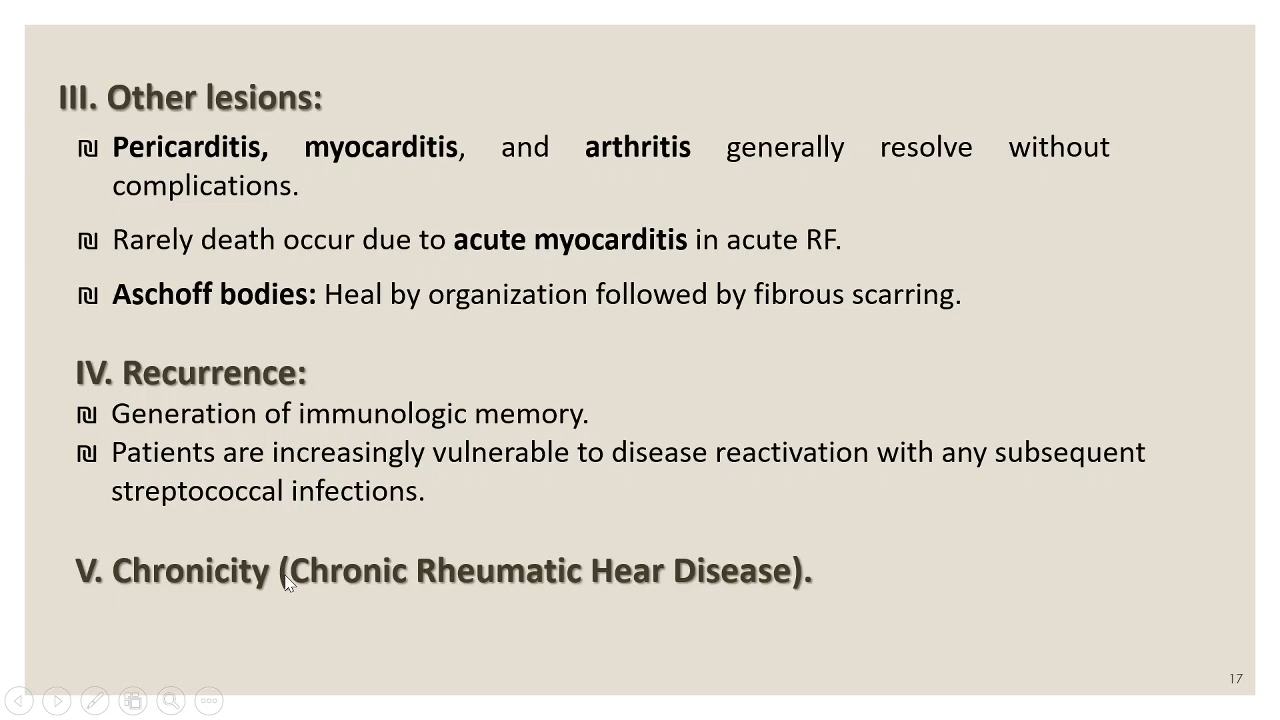 III. Other lesions:
₪ Pericarditis, myocarditis, and arthritis generally resolve without
complications.
₪ Rarely death occur due to acute myocarditis in acute RF.
₪ Aschoff bodies: Heal by organization followed by fibrous scarring.
IV. Recurrence:
₪ Generation of immunologic memory.
₪ Patients are increasingly vulnerable to disease reactivation with any subsequent
streptococcal infections.
V. Chronicity (Chronic Rheumatic Hear Disease).
17